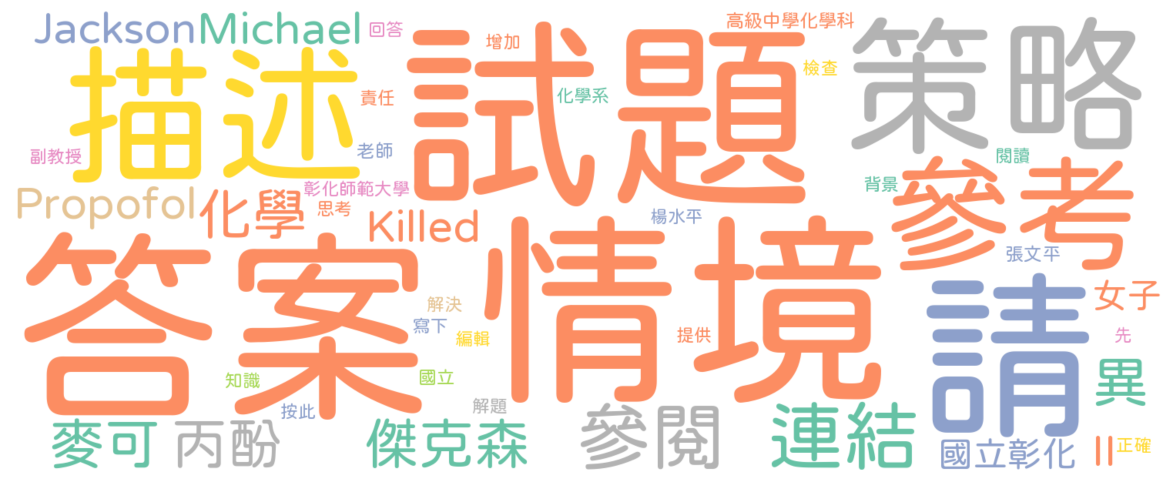 JacksonMichael
回答
增加
高級中學化學科
描述
試題
策略
檢查
責任
化學系
副教授
老師
閱讀
彰化師範大學
背景
參考
Propofol
化學
思考
Killed
楊水平
張文平
答案
情境
請
女子
解決
寫下
編輯
提供
先
知識
國立
異
按此
解題
麥可
丙酚
傑克森
參閱
連結
國立彰化
II
正確